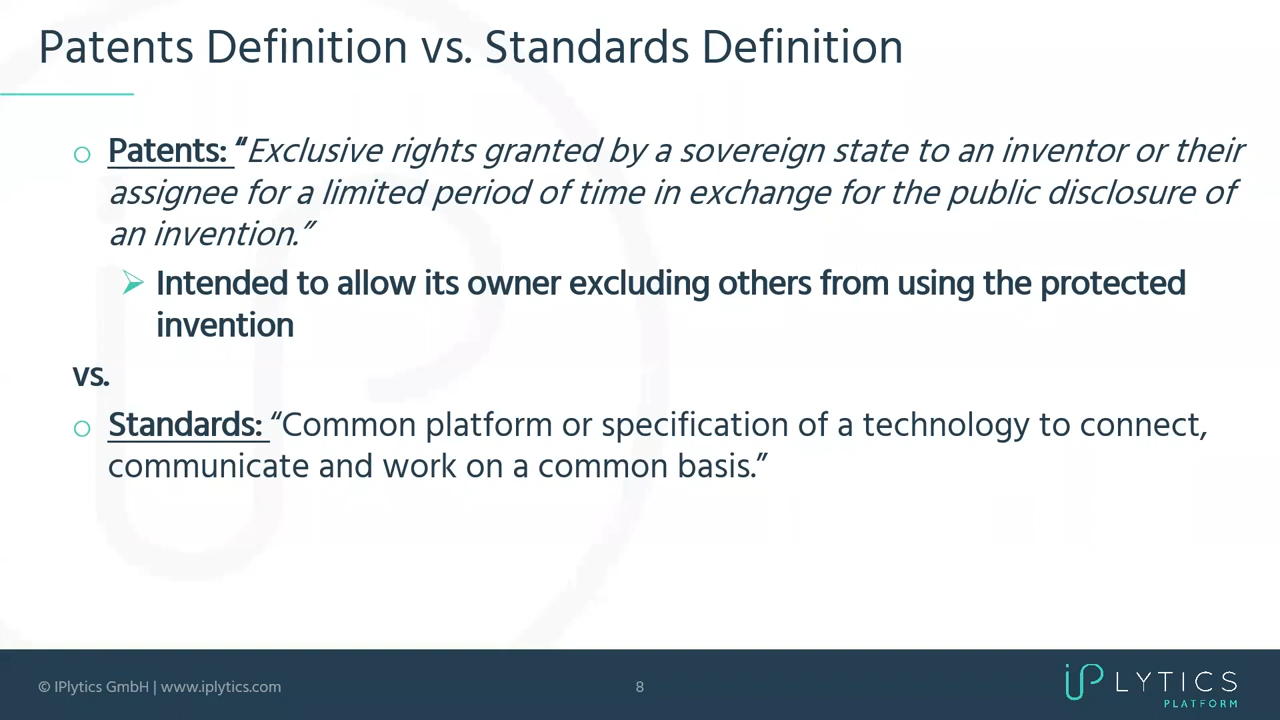 Patents Definition vs. Standards Definition
Patents: “Exclusive rights granted by a sovereign state to an inventor or their
assignee for a limited period of time in exchange for the public disclosure of
an invention.”
Intended to allow its owner excluding others from using the protected
invention
vs.
Standards: “Common platform or specification of a technology to connect,
communicate and work on a common basis.”
© IPlytics GmbH | www.iplytics.com
8
iPLYTICS
PLATFORM